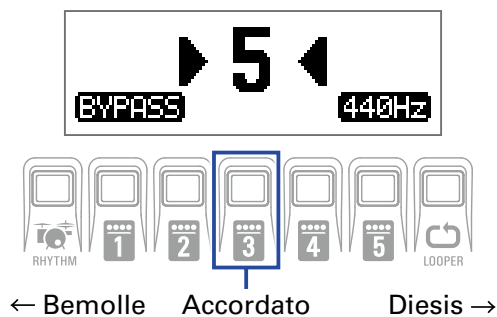 5
BYPASS 440Hz
1 2 3 4 5
RHYTHM LOOPER
← Bemolle Accordato Diesis →